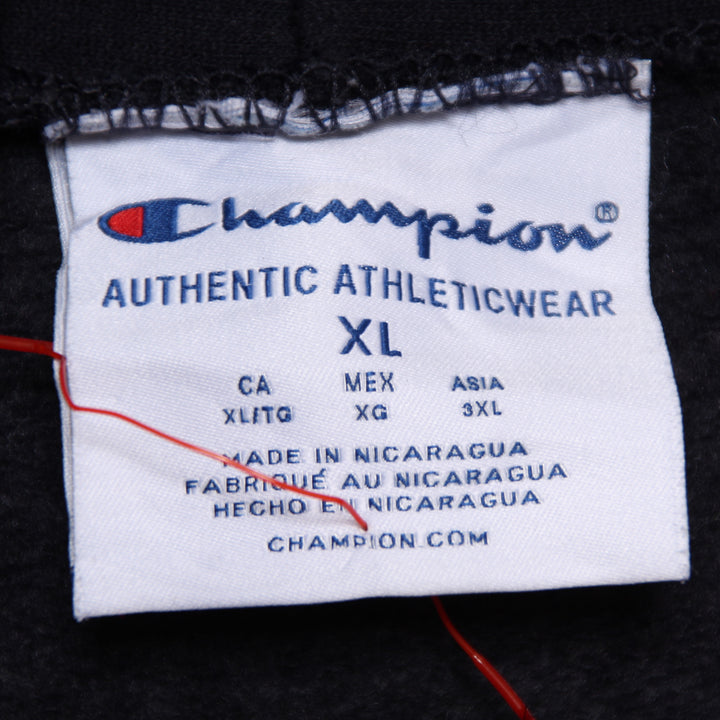 Champion®
AUTHENTIC ATHLETICWEAR
XL
CA MEX ASIA
XL/TG XG 3XL
MADE IN NICARAGUA
FABRIQUÉ AU NICARAGUA
HECHO EN NICARAGUA
CHAMPION.COM